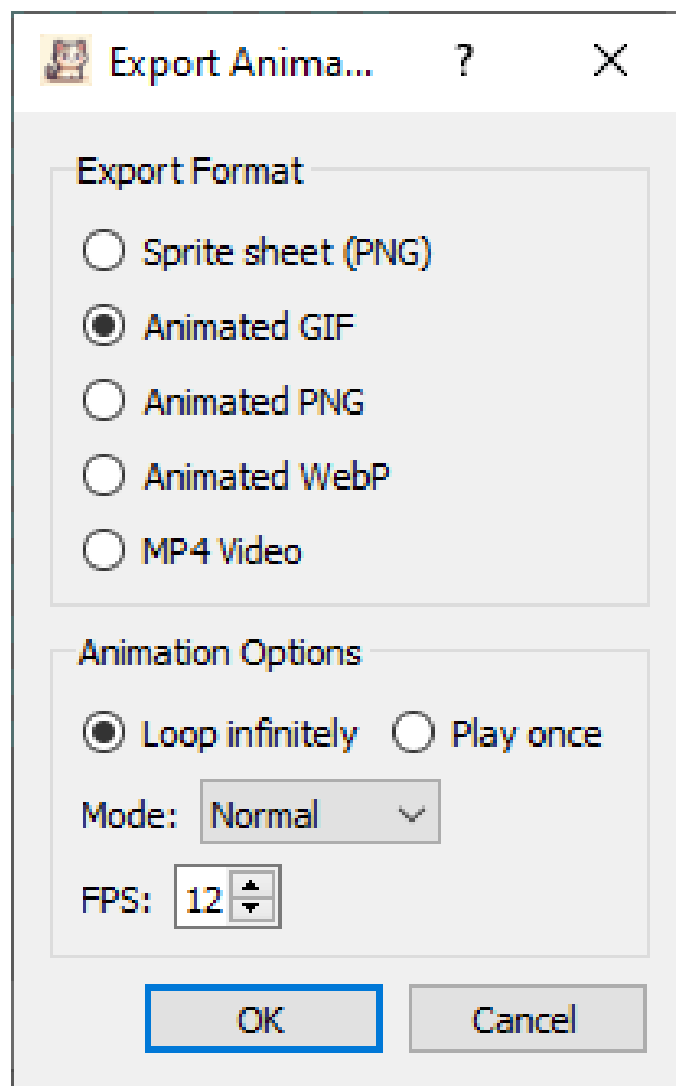 Export Anima... ?
Export Format
Sprite sheet (PNG)
Animated GIF
Animated PNG
Animated WebP
MP4 Video
Animation Options
Loop infinitely Play once
Mode: Normal
FPS: 12
OK Cancel